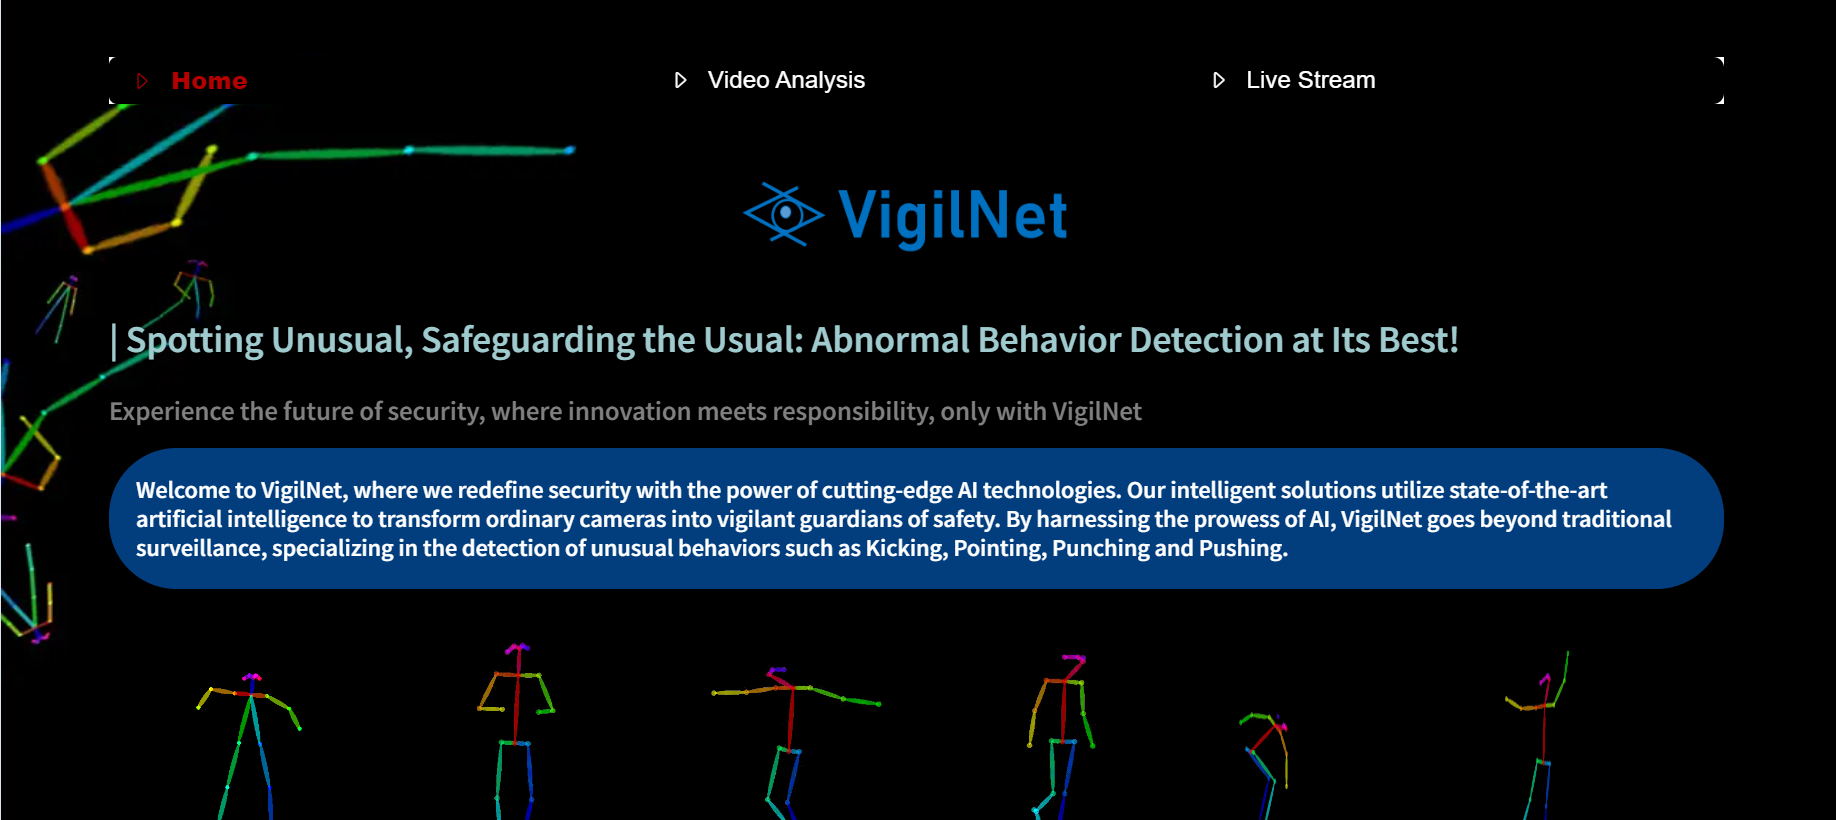 Home
Video Analysis
Live Stream
VigilNet
| Spotting Unusual, Safeguarding the Usual: Abnormal Behavior Detection at Its Best!
Experience the future of security, where innovation meets responsibility, only with VigilNet
Welcome to VigilNet, where we redefine security with the power of cutting-edge AI technologies. Our intelligent solutions utilize state-of-the-art
artificial intelligence to transform ordinary cameras into vigilant guardians of safety. By harnessing the prowess of AI, VigilNet goes beyond traditional
surveillance, specializing in the detection of unusual behaviors such as Kicking, Pointing, Punching and Pushing.